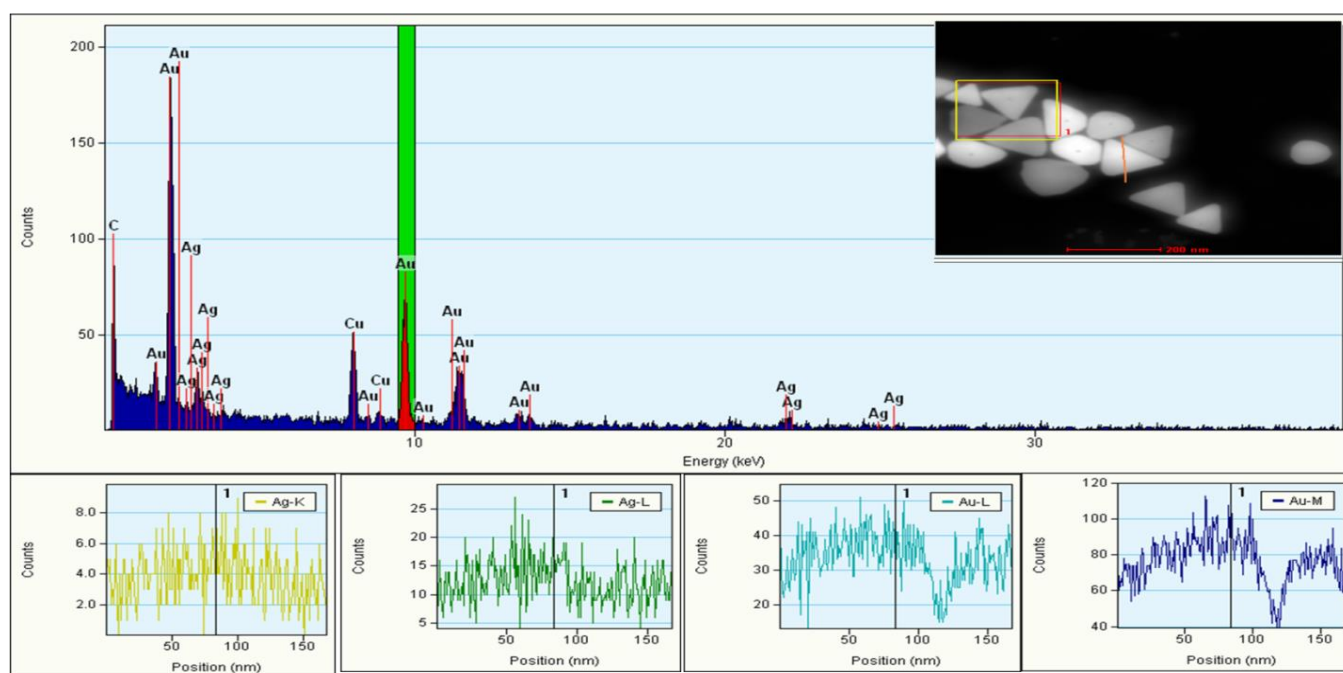 Counts
200
150
100
50
C
Au
Au
Au
Ag
Ag
Ag
Ag
Ag
Ag
Ag
Cu
Au
Cu
Au
Au
Au
Au
Au
Au
Au
Ag
Ag
Ag
Ag
10
20
30
Energy (keV)
1
200 nm
1
Ag-K
Counts
8.0
6.0
4.0
2.0
50
100
150
Position (nm)
1
Ag-L
Counts
25
20
15
10
5
50
100
150
Position (nm)
1
Au-L
Counts
50
40
30
20
50
100
150
Position (nm)
1
Au-M
Counts
120
100
80
60
40
50
100
150
Position (nm)